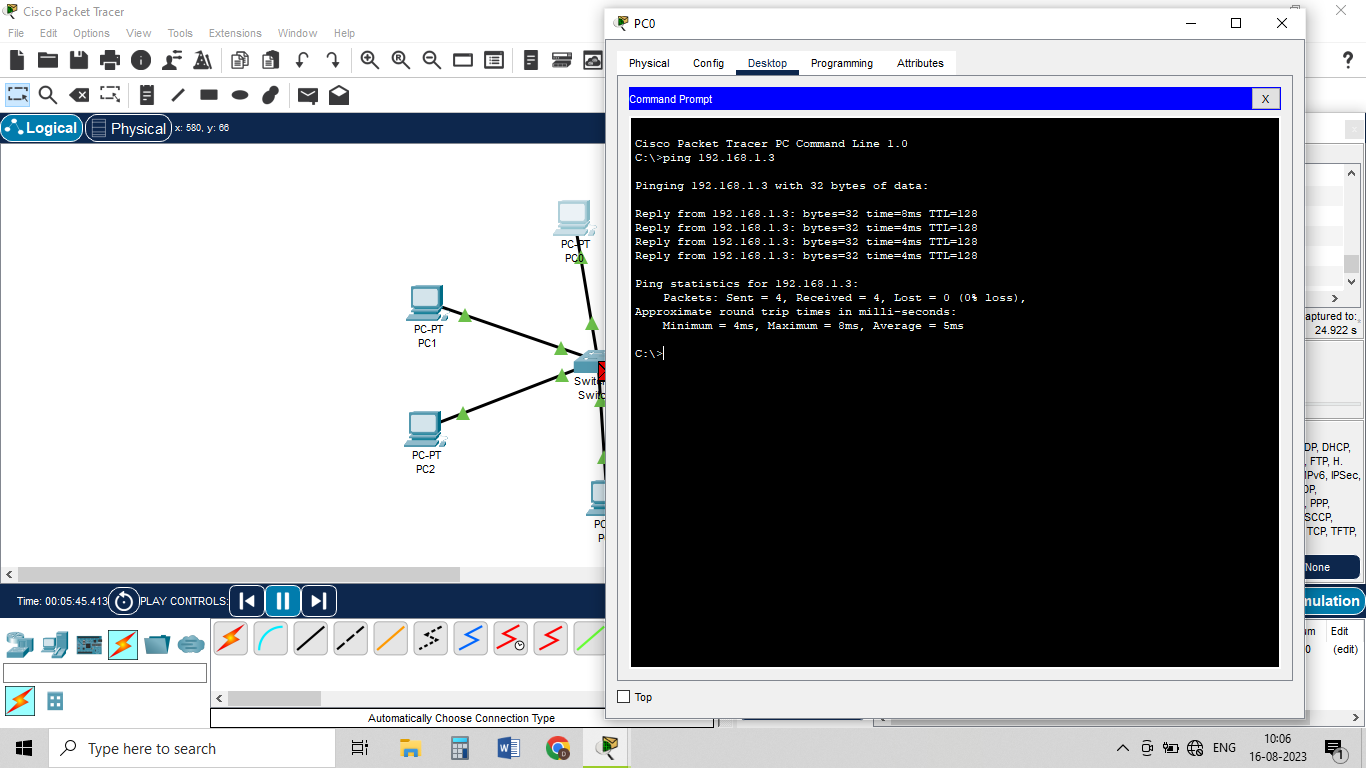 Cisco Packet Tracer
File Edit Options View Tools Extensions Window Help
Logical Physical x: 580, y: 66
PC-PT
PC0
PC-PT
PC1
PC-PT
PC2
Switc
Switc
PC
P
Time: 00:05:45.413 PLAY CONTROLS:
Automatically Choose Connection Type
PC0
Physical Config Desktop Programming Attributes
Command Prompt X
Cisco Packet Tracer PC Command Line 1.0
C:\>ping 192.168.1.3
Pinging 192.168.1.3 with 32 bytes of data:
Reply from 192.168.1.3: bytes=32 time=8ms TTL=128
Reply from 192.168.1.3: bytes=32 time=4ms TTL=128
Reply from 192.168.1.3: bytes=32 time=4ms TTL=128
Reply from 192.168.1.3: bytes=32 time=4ms TTL=128
Ping statistics for 192.168.1.3:
Packets: Sent = 4, Received = 4, Lost = 0 (0% loss),
Approximate round trip times in milli-seconds:
Minimum = 4ms, Maximum = 8ms, Average = 5ms
C:\>
Top
aptured to:
24.922 s
DP, DHCP,
, FTP, H.
IPv6, IPSec,
DP,
, PPP,
SCCP,
TCP, TFTP,
None
mulation
um Edit
0 (edit)
Type here to search
ENG
10:06
16-08-2023
1